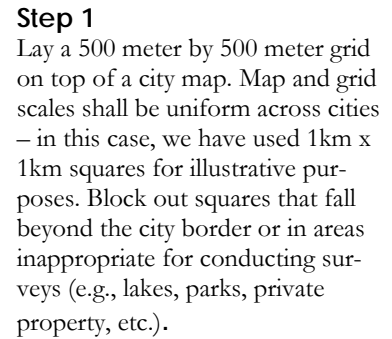 Step 1
Lay a 500 meter by 500 meter grid
on top of a city map. Map and grid
scales shall be uniform across cities
– in this case, we have used 1km x
1km squares for illustrative pur-
poses. Block out squares that fall
beyond the city border or in areas
inappropriate for conducting sur-
veys (e.g., lakes, parks, private
property, etc.).